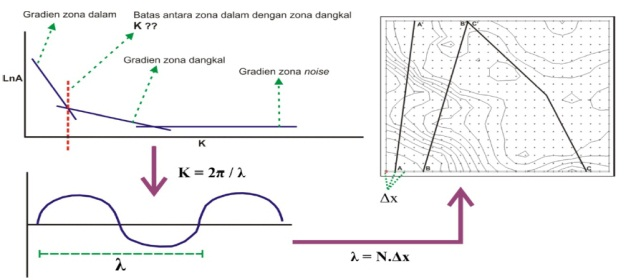 Gradien zona dalam
Batas antara zona dalam dengan zona dangkal
K ??
Gradien zona dangkal
Gradien zona noise
LnA
K
K = 2π / λ
λ
λ = N.Δx
A'
B'
C'
A
B
C
Δx